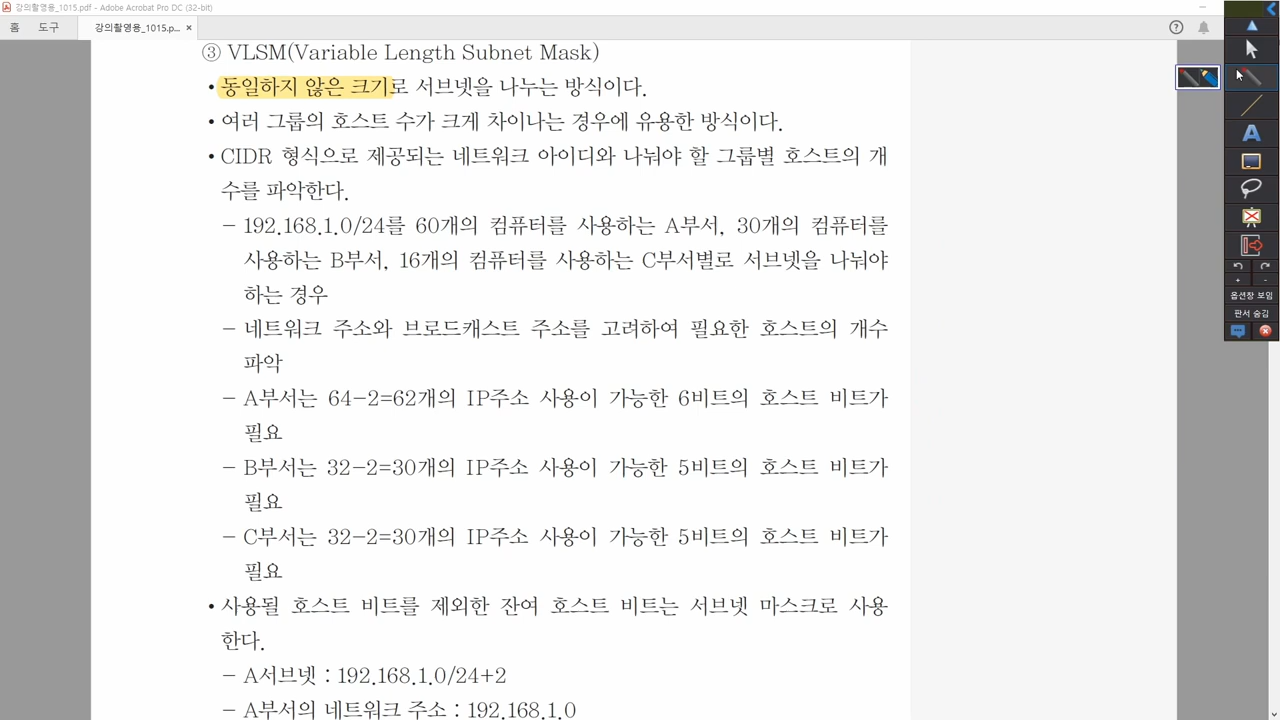 강의촬영용_1015.pdf - Adobe Acrobat Pro DC (32-bit)
홈 도구 강의촬영용_1015.p... ×
③ VLSM(Variable Length Subnet Mask)
• 동일하지 않은 크기로 서브넷을 나누는 방식이다.
• 여러 그룹의 호스트 수가 크게 차이나는 경우에 유용한 방식이다.
• CIDR 형식으로 제공되는 네트워크 아이디와 나눠야 할 그룹별 호스트의 개
수를 파악한다.
− 192.168.1.0/24를 60개의 컴퓨터를 사용하는 A부서, 30개의 컴퓨터를
사용하는 B부서, 16개의 컴퓨터를 사용하는 C부서별로 서브넷을 나눠야
하는 경우
− 네트워크 주소와 브로드캐스트 주소를 고려하여 필요한 호스트의 개수
파악
− A부서는 64−2=62개의 IP주소 사용이 가능한 6비트의 호스트 비트가
필요
− B부서는 32−2=30개의 IP주소 사용이 가능한 5비트의 호스트 비트가
필요
− C부서는 32−2=30개의 IP주소 사용이 가능한 5비트의 호스트 비트가
필요
• 사용될 호스트 비트를 제외한 잔여 호스트 비트는 서브넷 마스크로 사용
한다.
− A서브넷 : 192.168.1.0/24+2
− A부서의 네트워크 주소 : 192.168.1.0
A
+ -
옵션장 보임
판서 숨김